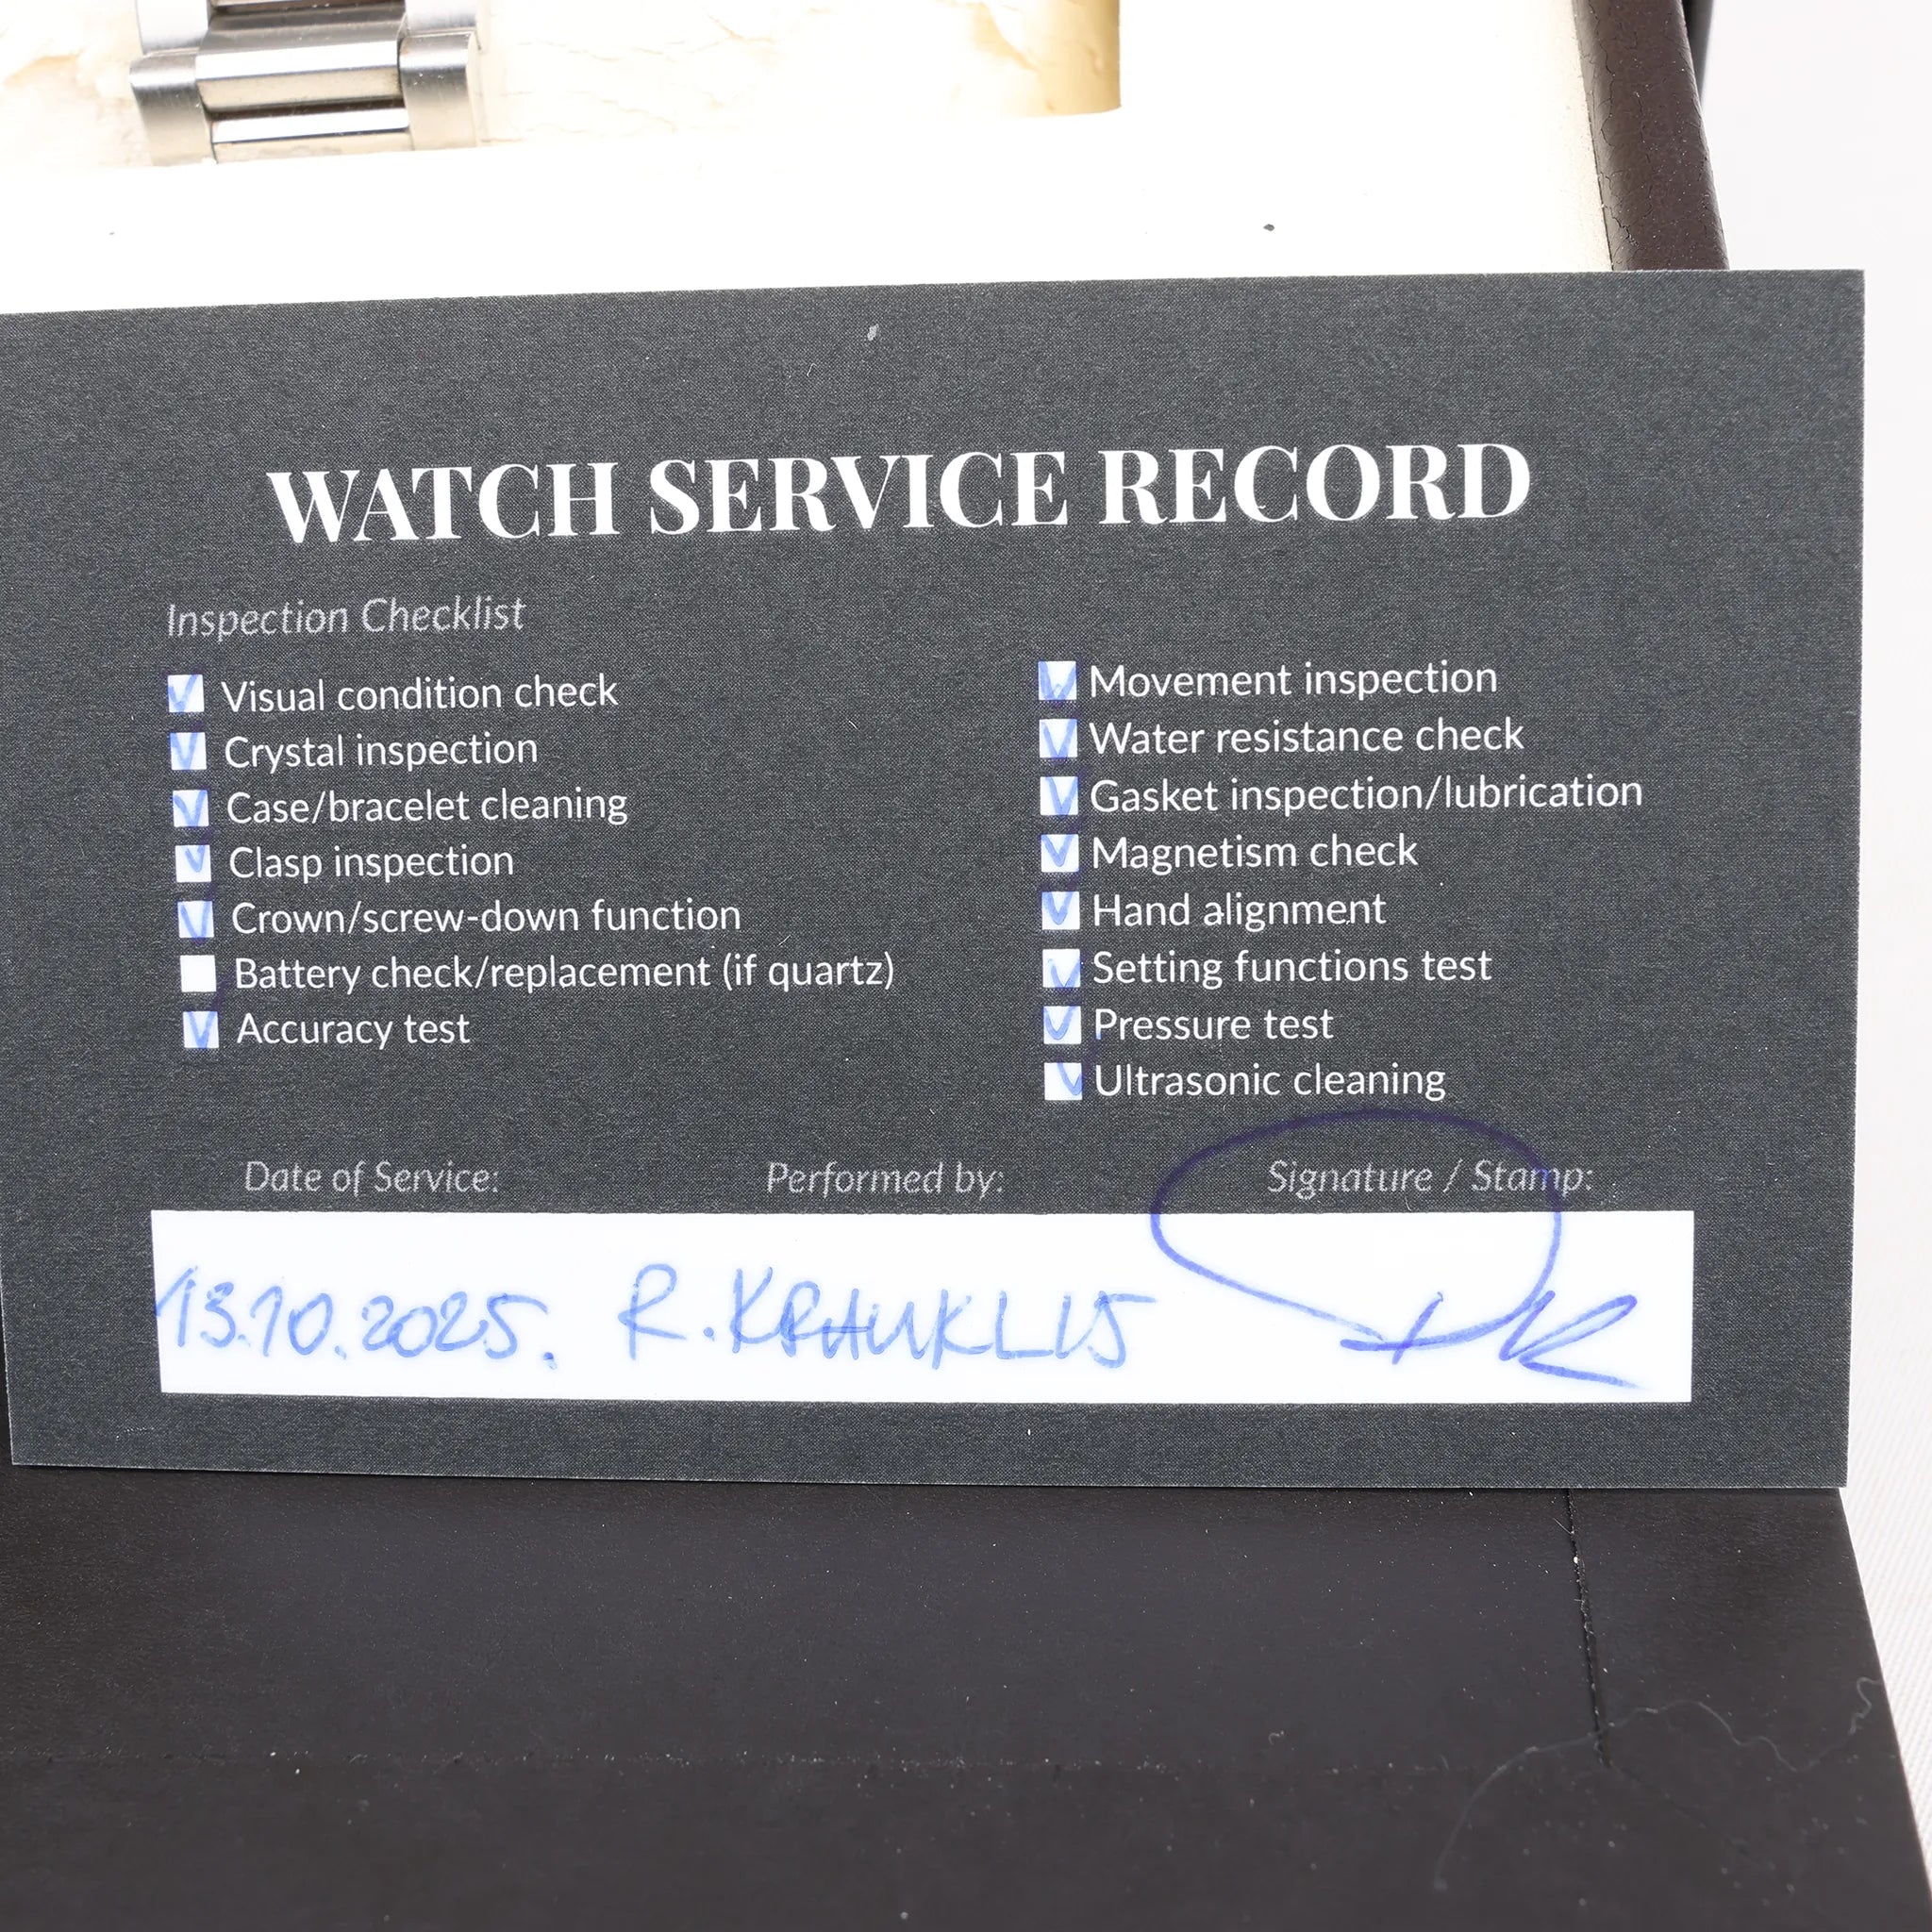 WATCH SERVICE RECORD
Inspection Checklist
Visual condition check
Crystal inspection
Case/bracelet cleaning
Clasp inspection
Crown/screw-down function
Battery check/replacement (if quartz)
Accuracy test
Movement inspection
Water resistance check
Gasket inspection/lubrication
Magnetism check
Hand alignment
Setting functions test
Pressure test
Ultrasonic cleaning
Date of Service: Performed by: Signature / Stamp:
13.10.2025. R. KRAUKLIS